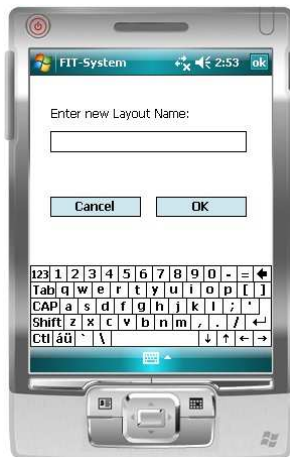 FIT-System 2:53 ok
Enter new Layout Name:
Cancel OK
123 1 2 3 4 5 6 7 8 9 0 - =
Tab q w e r t y u i o p [ ]
CAP a s d f g h j k l ; '
Shift z x c v b n m , . /
Ctl áü ` \